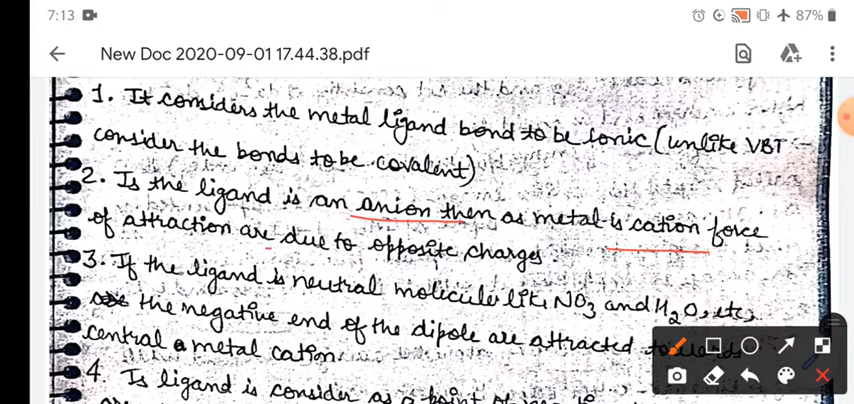 7:13
87%
New Doc 2020-09-01 17.44.38.pdf
1. It considers the metal ligand bond to be ionic (unlike VBT
consider the bonds to be covalent)
2. Is the ligand is an anion then as metal is cation force
of attraction are due to opposite charges
3. If the ligand is neutral molecule like NO3 and H2O, etc,
the negative end of the dipole are attracted towards
central metal cation.
4. Is ligand is consider as a point